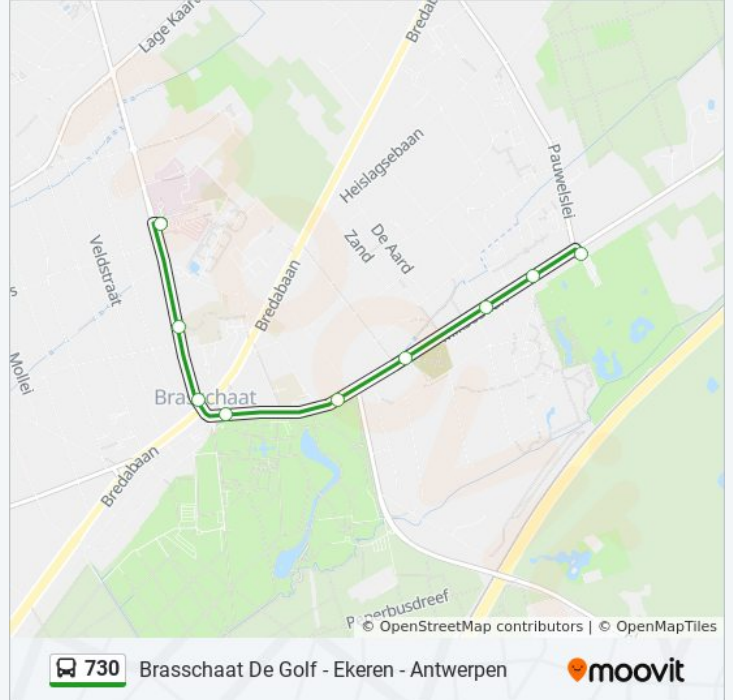 Lage Kaart
Bredabaan
Heislagsebaan
Pauwelslei
De Aard
Zand
Veldstraat
Bredabaan
Mollei
Brasschaat
Bredabaan
Peperbusdreef
© OpenStreetMap contributors | © OpenMapTiles
730 Brasschaat De Golf - Ekeren - Antwerpen
moovit